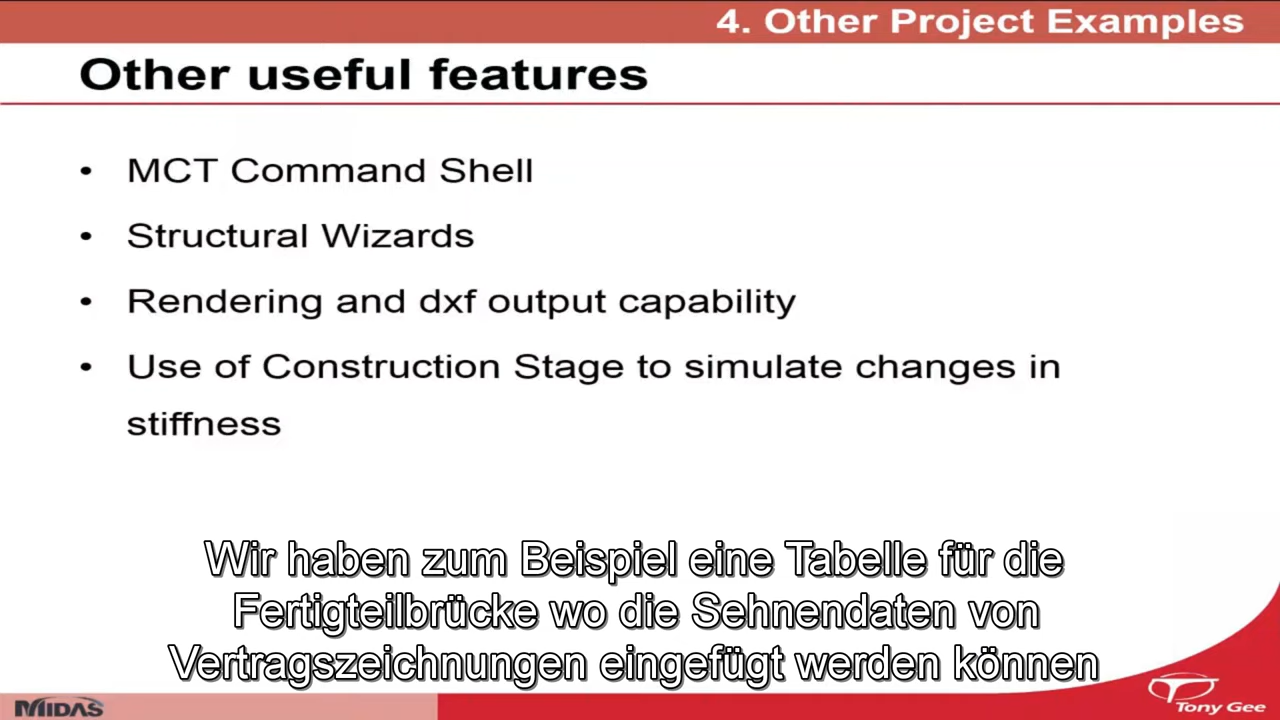 4. Other Project Examples
Other useful features
• MCT Command Shell
• Structural Wizards
• Rendering and dxf output capability
• Use of Construction Stage to simulate changes in
stiffness
Wir haben zum Beispiel eine Tabelle für die
Fertigteilbrücke wo die Sehnendaten von
Vertragszeichnungen eingefügt werden können
MIDAS
Tony Gee